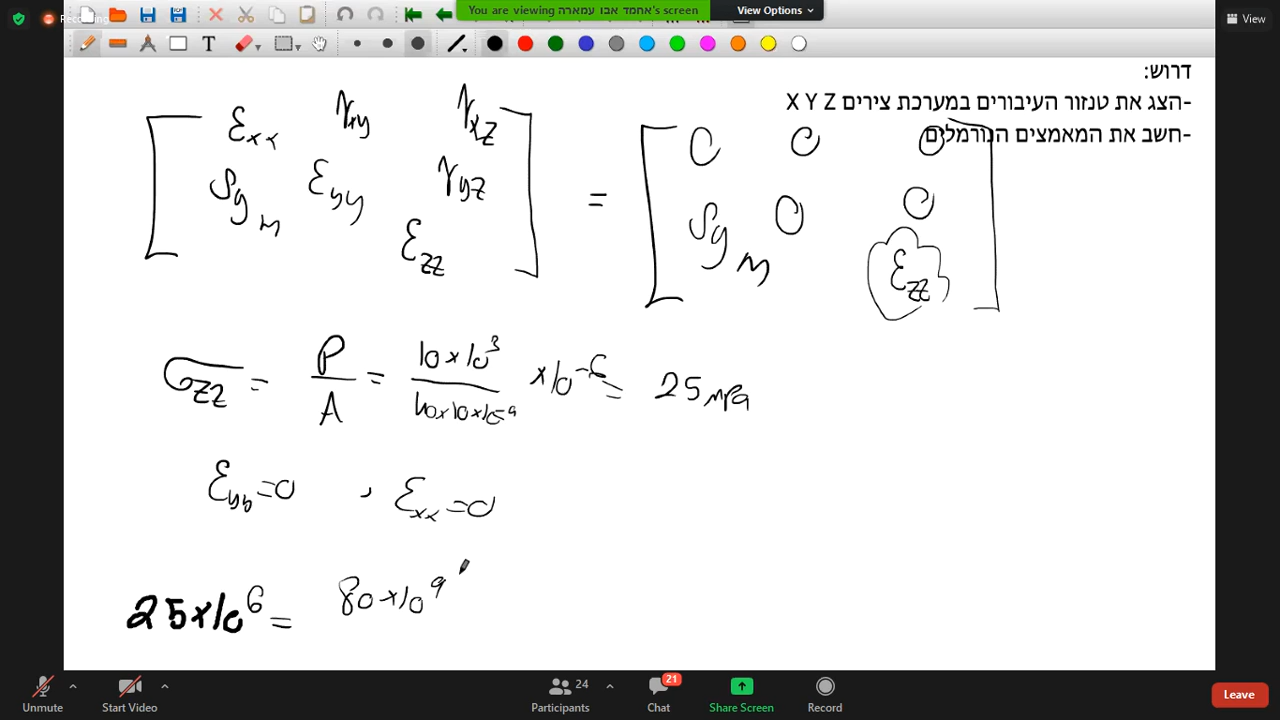 Recording
You are viewing אחמד אבו עמארה's screen
View Options
View
דרוש:
-הצג את טנזור העיבורים במערכת צירים X Y Z
-חשב את המאמצים הנורמלים
εxx γxy γxz
Sym εyy γyz
εzz
=
0 0 0
Sym 0 0
εzz
σzz = P/A = 10×10³ / 40×10×10⁻⁹ ×10⁻⁶ = 25 mpa
εyy=0 , εxx=0
25×10⁶ = 80×10⁹
Unmute
Start Video
24
Participants
21
Chat
Share Screen
Record
Leave